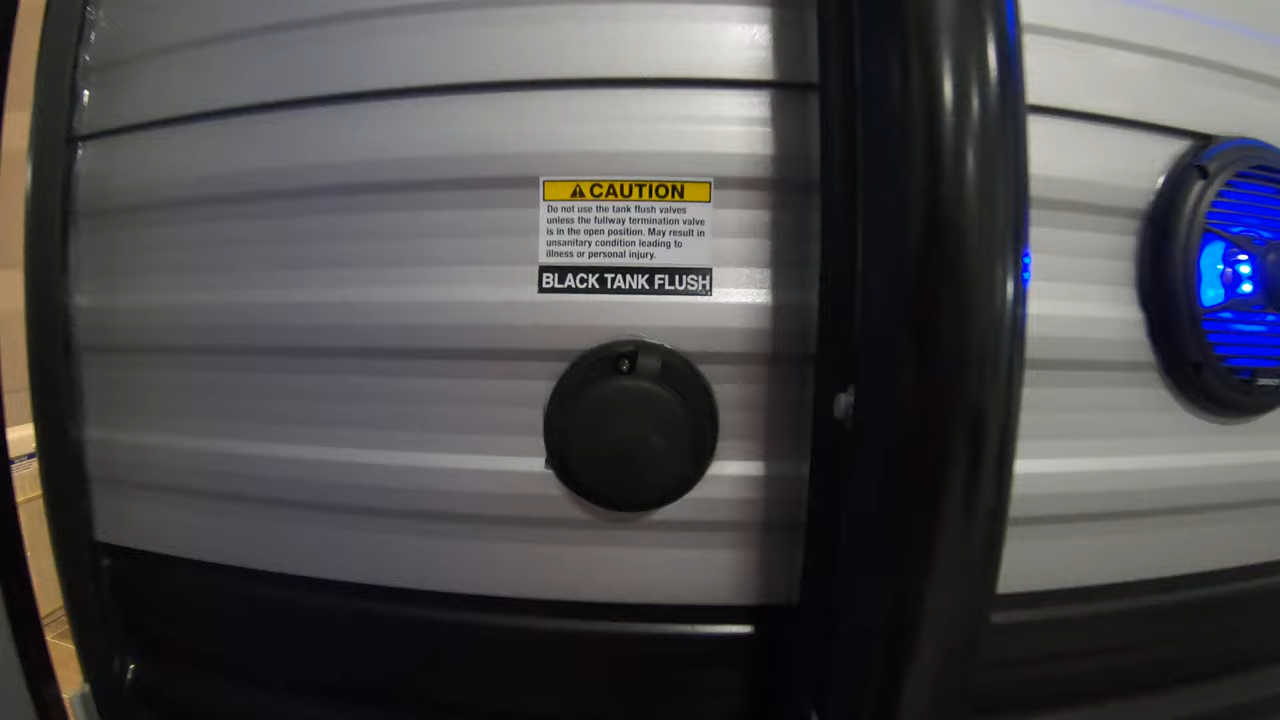 CAUTION
Do not use the tank flush valves
unless the fullway termination valve
is in the open position. May result in
unsanitary condition leading to
illness or personal injury.
BLACK TANK FLUSH